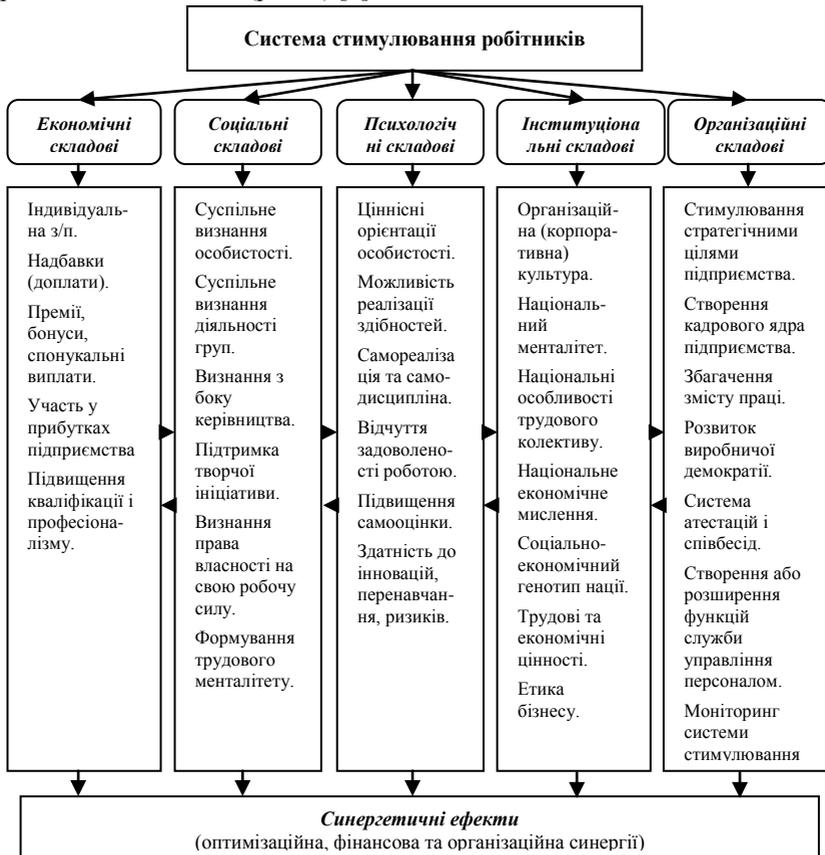 Система стимулювання робітників
Економічні
складові
Соціальні
складові
Психологіч
ні складові
Інституціона
льні складові
Організаційні
складові
Індивідуаль-
на з/п.
Надбавки
(доплати).
Премії,
бонуси,
спонукальні
виплати.
Участь у
прибутках
підприємства
Підвищення
кваліфікації і
професіона-
лізму.
Суспільне
визнання
особистості.
Суспільне
визнання
діяльності
груп.
Визнання з
боку
керівництва.
Підтримка
творчої
ініціативи.
Визнання
права
власності на
свою робочу
силу.
Формування
трудового
менталітету.
Ціннісні
орієнтації
особистості.
Можливість
реалізації
здібностей.
Самореаліза
ція та само-
дисципліна.
Відчуття
задоволено-
сті роботою.
Підвищення
самооцінки.
Здатність до
інновацій,
перенавчан-
ня, ризиків.
Організацій-
на (корпора-
тивна)
культура.
Національ-
ний
менталітет.
Національні
особливості
трудового
колективу.
Національне
економічне
мислення.
Соціально-
економічний
генотип нації.
Трудові та
економічні
цінності.
Етика
бізнесу.
Стимулювання
стратегічними
цілями
підприємства.
Створення
кадрового ядра
підприємства.
Збагачення
змісту праці.
Розвиток
виробничої
демократії.
Система
атестацій і
співбесід.
Створення або
розширення
функцій
служби
управління
персоналом.
Моніторинг
системи
стимулювання
Синергетичні ефекти
(оптимізаційна, фінансова та організаційна синергії)